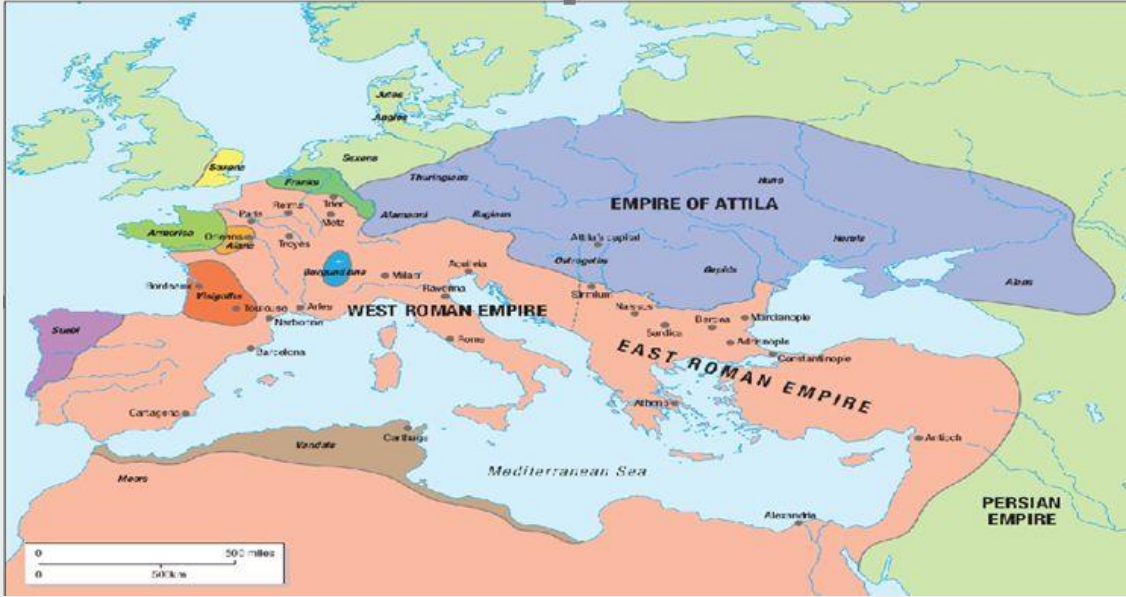 Jutes
Angles
Saxons
Saxons
Franks
Thuringians
Huns
Trier
Reims
Paris
Metz
Alamanni
Rugians
EMPIRE OF ATTILA
Armorica
Orleans
Alans
Troyes
Attila's capital
Heruls
Ostrogoths
Gepids
Alans
Burgundians
Milan
Aquileia
Bordeaux
Visigoths
Ravenna
Sirmium
Toulouse
Arles
WEST ROMAN EMPIRE
Naissus
Narbonne
Marcianople
Sardica
Suebi
Rome
Adrianople
Barcelona
EAST ROMAN EMPIRE
Constantinople
Athens
Cartagena
Carthage
Vandals
Antioch
Moors
Mediterranean Sea
PERSIAN
EMPIRE
Alexandria
0 500 miles
0 500km